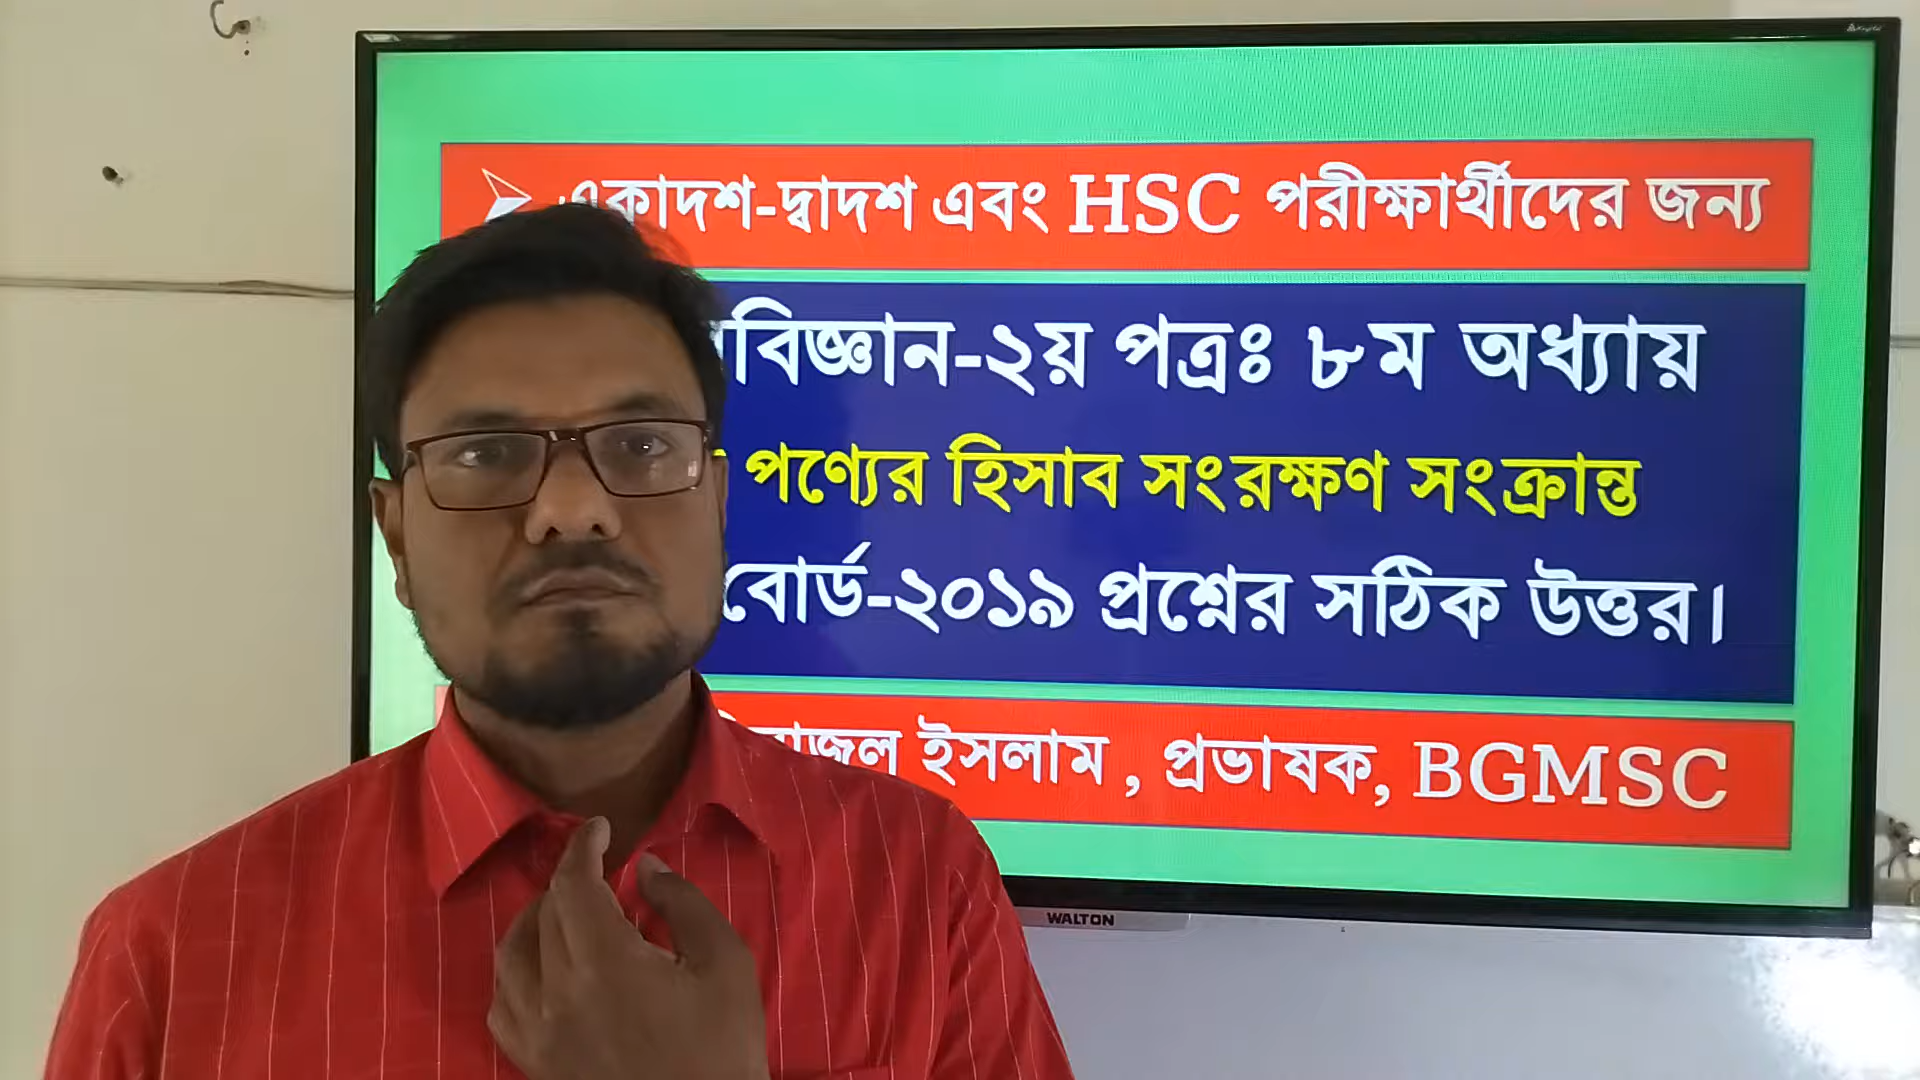 একাদশ-দ্বাদশ এবং HSC পরীক্ষার্থীদের জন্য
২য় পত্রঃ ৮ম অধ্যায়
পণ্যের হিসাব সংরক্ষণ সংক্রান্ত
বোর্ড-২০১৯ প্রশ্নের সঠিক উত্তর।
ইসলাম , প্রভাষক, BGMSC
WALTON